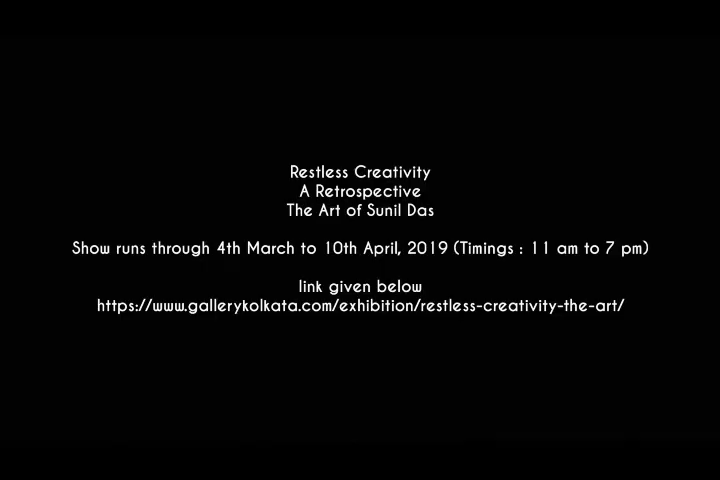 Restless Creativity
A Retrospective
The Art of Sunil Das
Show runs through 4th March to 10th April, 2019 (Timings : 11 am to 7 pm)
link given below
https://www.gallerykolkata.com/exhibition/restless-creativity-the-art/